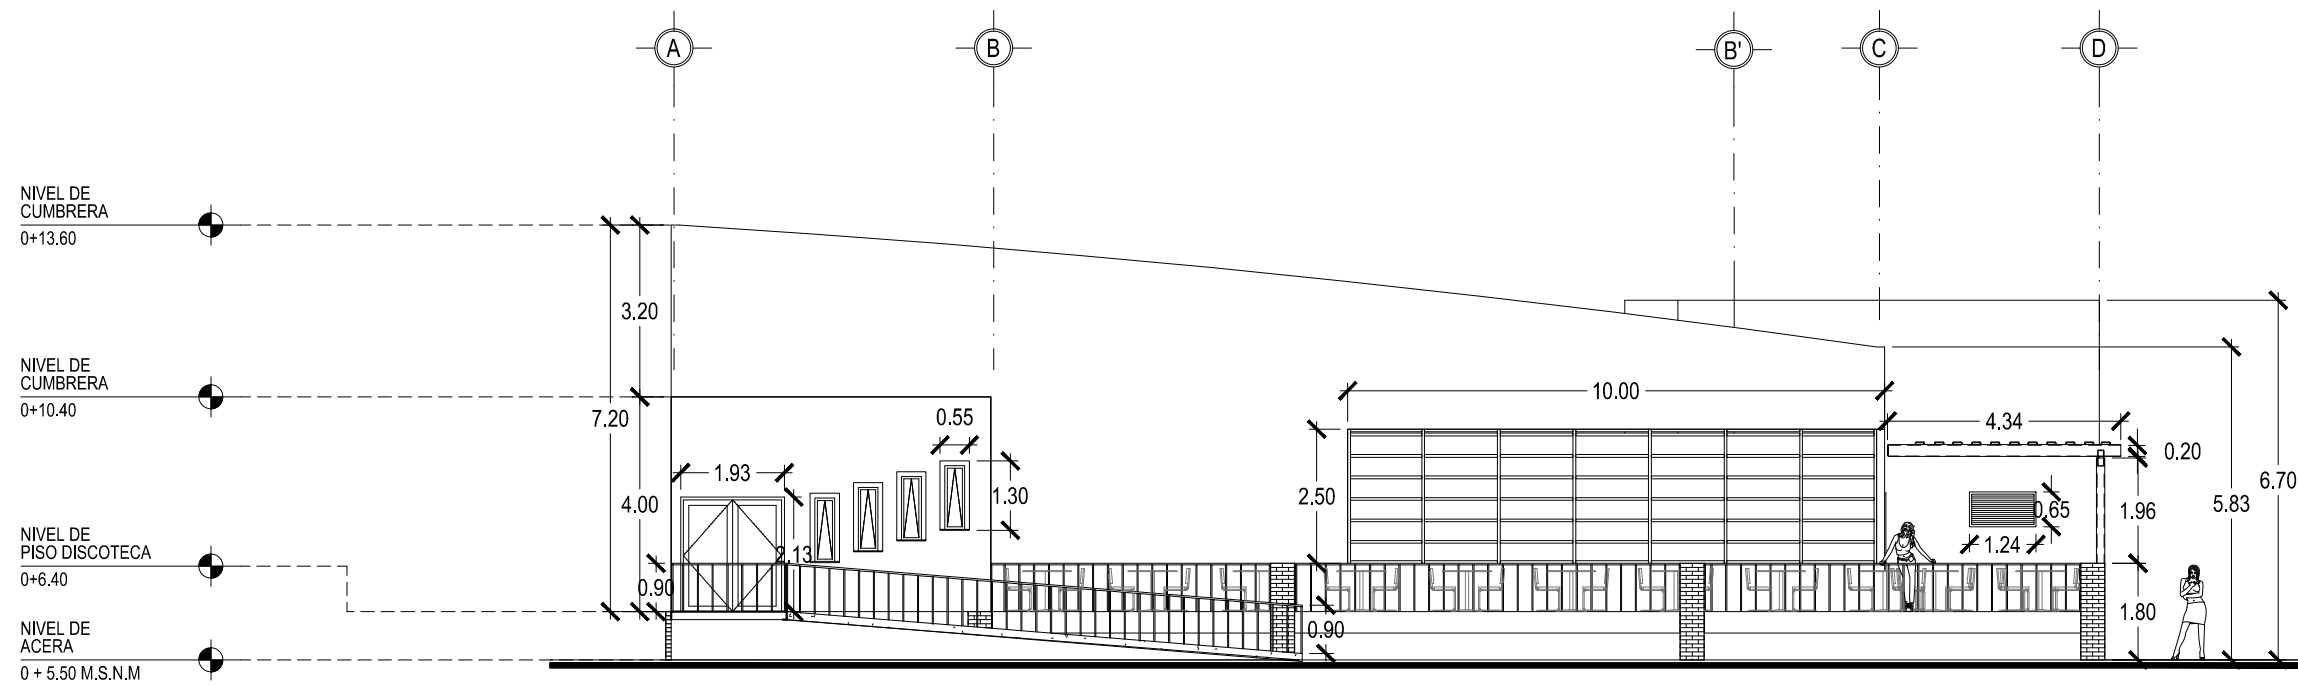 A
B
B'
C
D
NIVEL DE
CUMBRERA
0+13.60
3.20
NIVEL DE
CUMBRERA
0+10.40
7.20
4.00
0.55
1.93
1.30
2.13
10.00
2.50
4.34
0.20
6.70
5.83
1.96
0.65
1.24
NIVEL DE
PISO DISCOTECA
0+6.40
0.90
1.80
0.90
NIVEL DE
ACERA
0 + 5.50 M.S.N.M